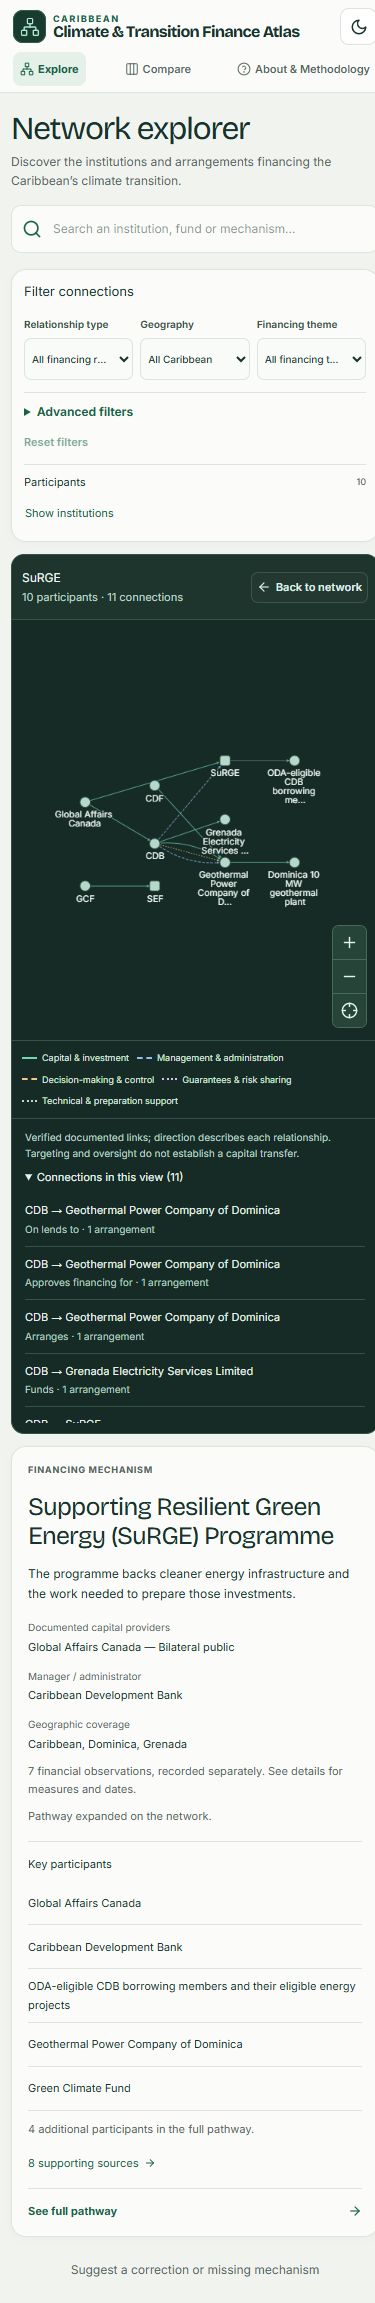 CARIBBEAN
Climate & Transition Finance Atlas
Explore
Compare
About & Methodology
Network explorer
Discover the institutions and arrangements financing the
Caribbean's climate transition.
Search an institution, fund or mechanism...
Filter connections
Relationship type
Geography
Financing theme
All financing r...
All Caribbean
All financing t...
Advanced filters
Reset filters
Participants
10
Show institutions
SuRGE
10 participants · 11 connections
← Back to network
SuRGE
ODA-eligible
CDB
borrowing
me...
CDF
Global Affairs
Canada
Grenada
Electricity
Services ...
CDB
Geothermal
Power
Company of
D...
Dominica 10
MW
geothermal
plant
GCF
SEF
+
−
Capital & investment
Management & administration
Decision-making & control
Guarantees & risk sharing
Technical & preparation support
Verified documented links; direction describes each relationship.
Targeting and oversight do not establish a capital transfer.
▼ Connections in this view (11)
CDB → Geothermal Power Company of Dominica
On lends to · 1 arrangement
CDB → Geothermal Power Company of Dominica
Approves financing for · 1 arrangement
CDB → Geothermal Power Company of Dominica
Arranges · 1 arrangement
CDB → Grenada Electricity Services Limited
Funds · 1 arrangement
CDB → SuRGE
FINANCING MECHANISM
Supporting Resilient Green
Energy (SuRGE) Programme
The programme backs cleaner energy infrastructure and
the work needed to prepare those investments.
Documented capital providers
Global Affairs Canada — Bilateral public
Manager / administrator
Caribbean Development Bank
Geographic coverage
Caribbean, Dominica, Grenada
7 financial observations, recorded separately. See details for
measures and dates.
Pathway expanded on the network.
Key participants
Global Affairs Canada
Caribbean Development Bank
ODA-eligible CDB borrowing members and their eligible energy
projects
Geothermal Power Company of Dominica
Green Climate Fund
4 additional participants in the full pathway.
8 supporting sources →
See full pathway →
Suggest a correction or missing mechanism